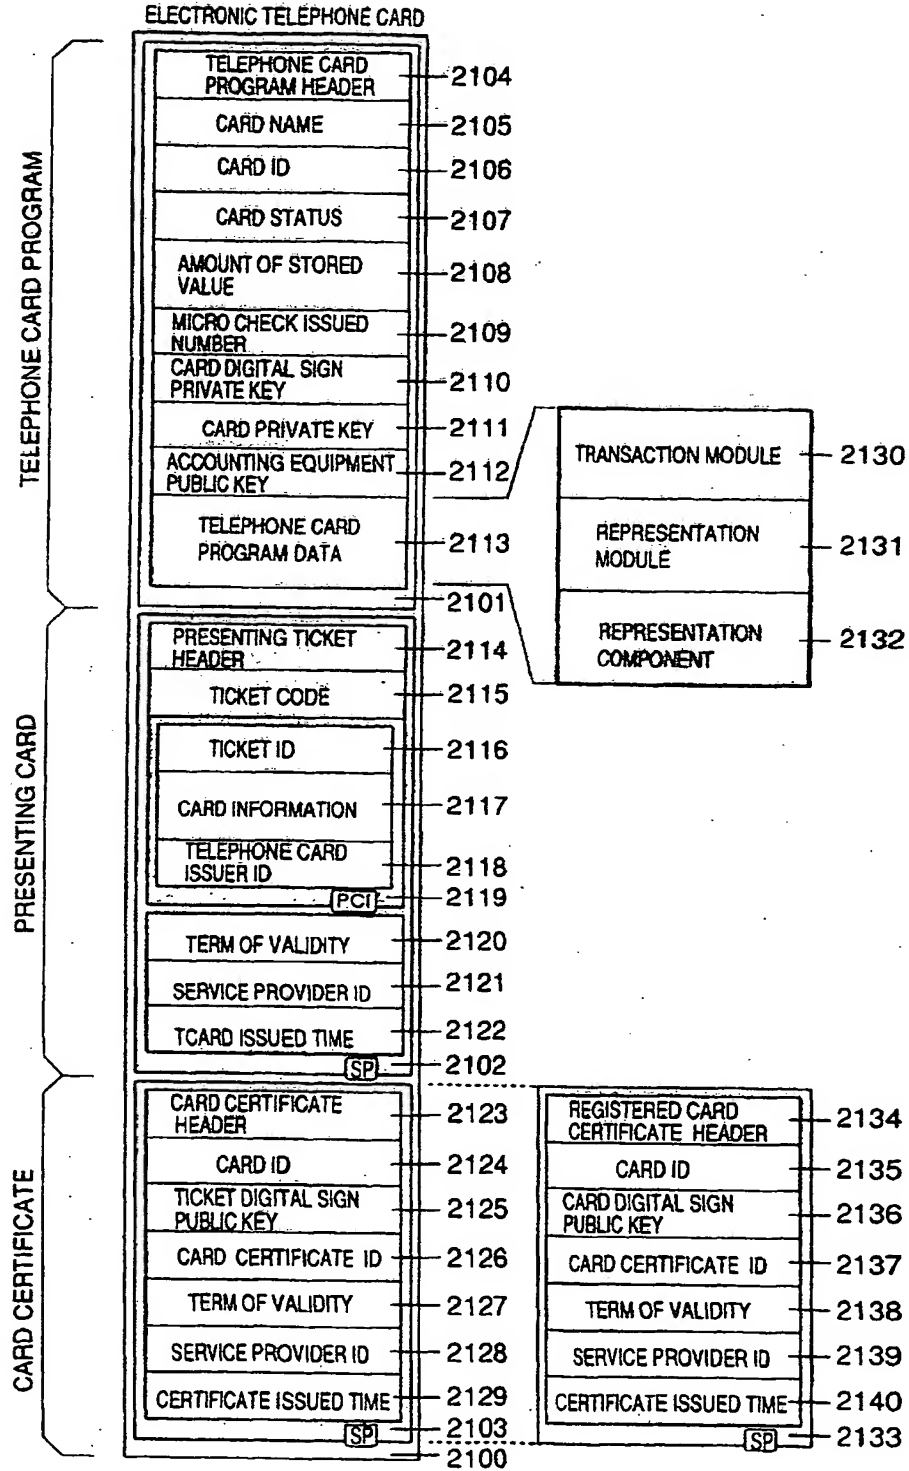 ELECTRONIC TELEPHONE CARD
TELEPHONE CARD PROGRAM
TELEPHONE CARD
PROGRAM HEADER
2104
CARD NAME
2105
CARD ID
2106
CARD STATUS
2107
AMOUNT OF STORED
VALUE
2108
MICRO CHECK ISSUED
NUMBER
2109
CARD DIGITAL SIGN
PRIVATE KEY
2110
CARD PRIVATE KEY
2111
ACCOUNTING EQUIPMENT
PUBLIC KEY
2112
TELEPHONE CARD
PROGRAM DATA
2113
2101
TRANSACTION MODULE
2130
REPRESENTATION
MODULE
2131
REPRESENTATION
COMPONENT
2132
PRESENTING CARD
PRESENTING TICKET
HEADER
2114
TICKET CODE
2115
TICKET ID
2116
CARD INFORMATION
2117
TELEPHONE CARD
ISSUER ID
2118
PCI
2119
TERM OF VALIDITY
2120
SERVICE PROVIDER ID
2121
TCARD ISSUED TIME
2122
SP
2102
CARD CERTIFICATE
CARD CERTIFICATE
HEADER
2123
CARD ID
2124
TICKET DIGITAL SIGN
PUBLIC KEY
2125
CARD CERTIFICATE ID
2126
TERM OF VALIDITY
2127
SERVICE PROVIDER ID
2128
CERTIFICATE ISSUED TIME
2129
SP
2103
2100
REGISTERED CARD
CERTIFICATE HEADER
2134
CARD ID
2135
CARD DIGITAL SIGN
PUBLIC KEY
2136
CARD CERTIFICATE ID
2137
TERM OF VALIDITY
2138
SERVICE PROVIDER ID
2139
CERTIFICATE ISSUED TIME
2140
SP
2133